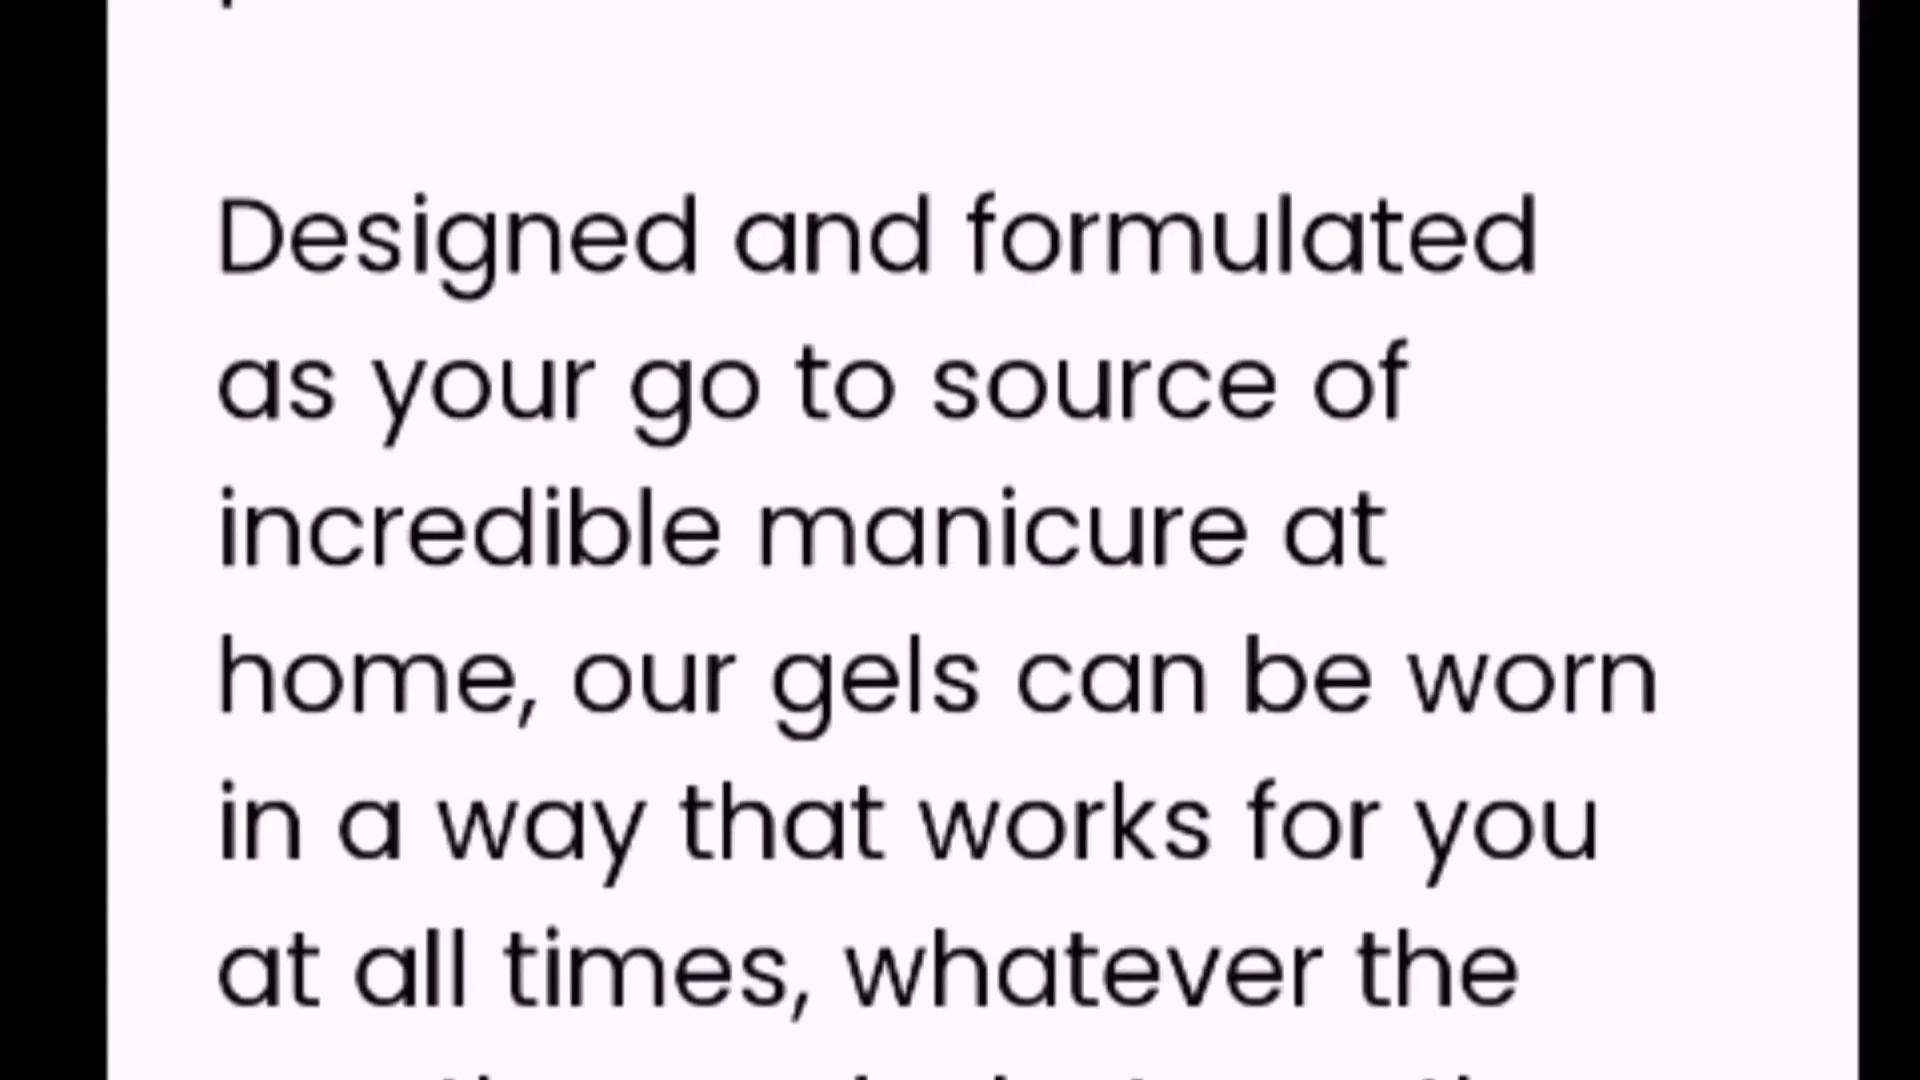 Designed and formulated
as your go to source of
incredible manicure at
home, our gels can be worn
in a way that works for you
at all times, whatever the